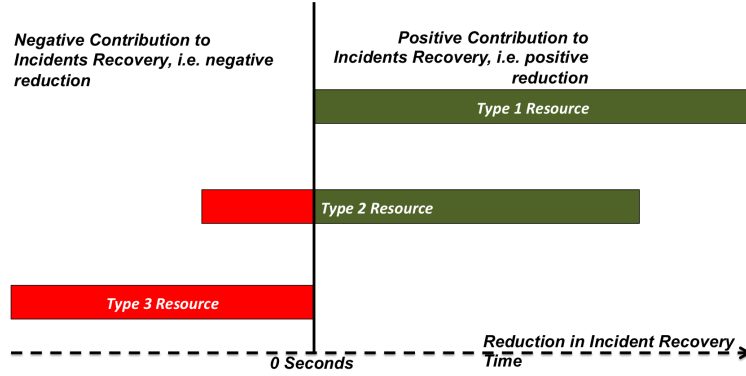 Negative Contribution to
Incidents Recovery, i.e. negative
reduction
Positive Contribution to
Incidents Recovery, i.e. positive
reduction
Type 1 Resource
Type 2 Resource
Type 3 Resource
Reduction in Incident Recovery
Time
0 Seconds